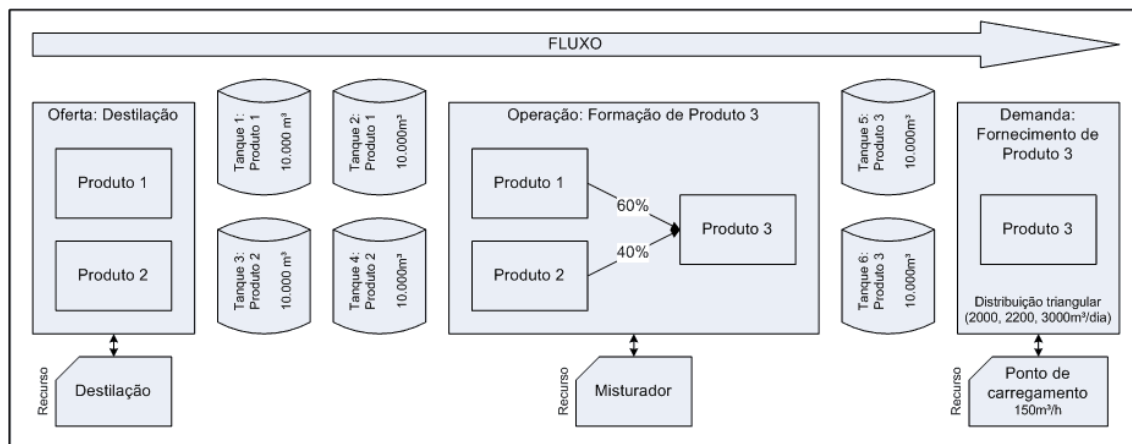 FLUXO
Oferta: Destilação
Produto 1
Produto 2
Recurso
Destilação
Tanque 1:
Produto 1
10.000 m³
Tanque 2:
Produto 1
10.000m³
Tanque 3:
Produto 2
10.000 m³
Tanque 4:
Produto 2
10.000m³
Operação: Formação de Produto 3
Produto 1
60%
Produto 3
40%
Produto 2
Recurso
Misturador
Tanque 5:
Produto 3
10.000m³
Tanque 6:
Produto 3
10.000m³
Demanda:
Fornecimento de
Produto 3
Produto 3
Distribuição triangular
(2000, 2200, 3000m³/dia)
Recurso
Ponto de
carregamento
150m³/h